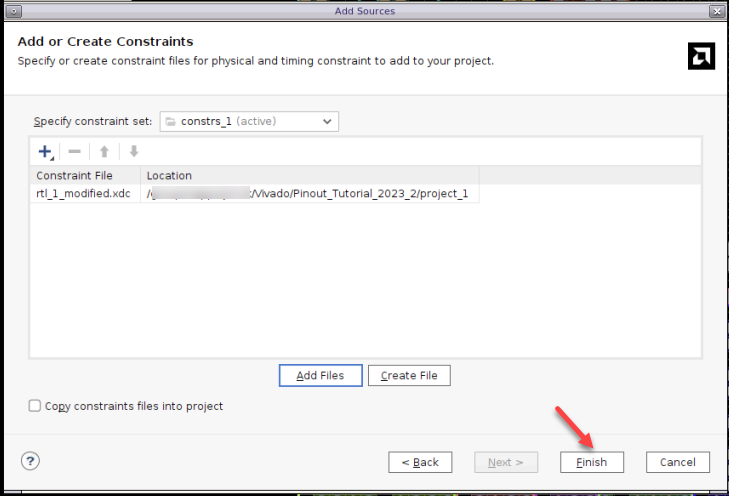 Add Sources
Add or Create Constraints
Specify or create constraint files for physical and timing constraint to add to your project.
Specify constraint set: constrs_1 (active)
Constraint File Location
rtl_1_modified.xdc /Vivado/Pinout_Tutorial_2023_2/project_1
Add Files Create File
Copy constraints files into project
? < Back Next > Finish Cancel